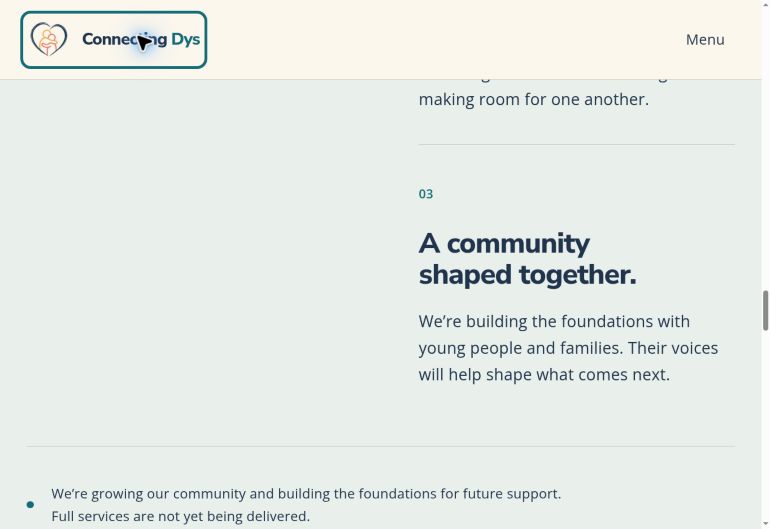 Connecting Dys
Menu
making room for one another.
03
A community
shaped together.
We’re building the foundations with
young people and families. Their voices
will help shape what comes next.
We’re growing our community and building the foundations for future support.
Full services are not yet being delivered.